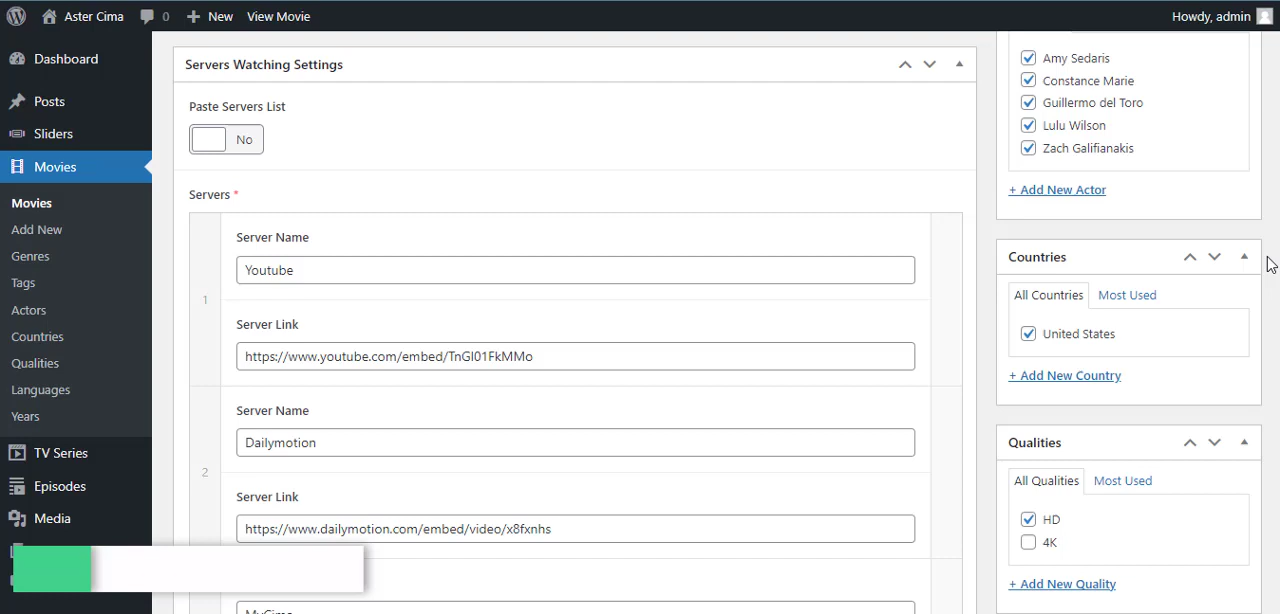 Aster Cima
0
New
View Movie
Howdy, admin
Dashboard
Posts
Sliders
Movies
Movies
Add New
Genres
Tags
Actors
Countries
Qualities
Languages
Years
TV Series
Episodes
Media
Servers Watching Settings
Paste Servers List
No
Servers *
1
Server Name
Youtube
Server Link
https://www.youtube.com/embed/TnGl01FkMMo
2
Server Name
Dailymotion
Server Link
https://www.dailymotion.com/embed/video/x8fxnhs
MyCima
Amy Sedaris
Constance Marie
Guillermo del Toro
Lulu Wilson
Zach Galifianakis
+ Add New Actor
Countries
All Countries
Most Used
United States
+ Add New Country
Qualities
All Qualities
Most Used
HD
4K
+ Add New Quality